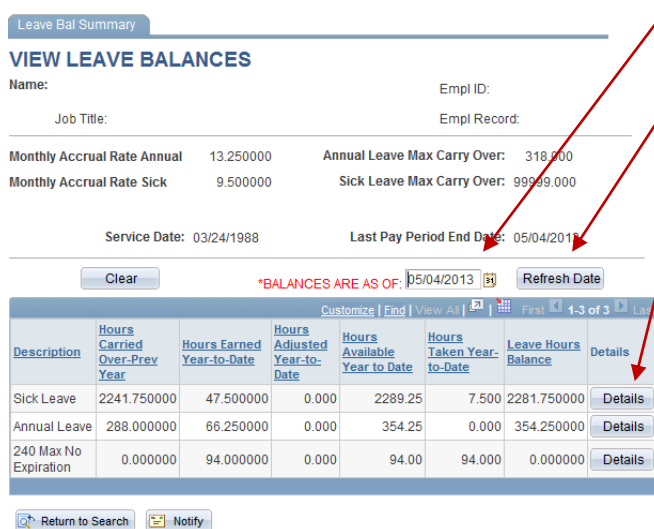 Leave Bal Summary
VIEW LEAVE BALANCES
Name: Empl ID:
Job Title: Empl Record:
Monthly Accrual Rate Annual 13.250000 Annual Leave Max Carry Over: 318.000
Monthly Accrual Rate Sick 9.500000 Sick Leave Max Carry Over: 99999.000
Service Date: 03/24/1988 Last Pay Period End Date: 05/04/2013
Clear *BALANCES ARE AS OF: 05/04/2013 Refresh Date
Customize | Find | View All | | First 1-3 of 3 Las
Description Hours Carried Over-Prev Year Hours Earned Year-to-Date Hours Adjusted Year-to-Date Hours Available Year to Date Hours Taken Year-to-Date Leave Hours Balance Details
Sick Leave 2241.750000 47.500000 0.000 2289.25 7.500 2281.750000 Details
Annual Leave 288.000000 66.250000 0.000 354.25 0.000 354.250000 Details
240 Max No Expiration 0.000000 94.000000 0.000 94.00 94.000 0.000000 Details
Return to Search Notify